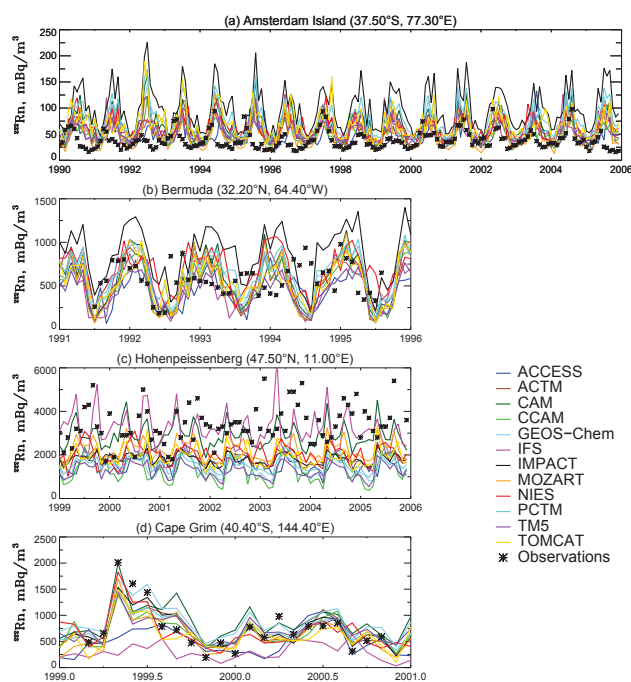 (a) Amsterdam Island (37.50°S, 77.30°E)
250
200
150
100
50
0
²²²Rn, mBq/m³
1990 1992 1994 1996 1998 2000 2002 2004 2006
(b) Bermuda (32.20°N, 64.40°W)
1500
1000
500
0
²²²Rn, mBq/m³
1991 1992 1993 1994 1995 1996
(c) Hohenpeissenberg (47.50°N, 11.00°E)
6000
4000
2000
0
²²²Rn, mBq/m³
1999 2000 2001 2002 2003 2004 2005 2006
(d) Cape Grim (40.40°S, 144.40°E)
2500
2000
1500
1000
500
0
²²²Rn, mBq/m³
1999.0 1999.5 2000.0 2000.5 2001.0
ACCESS
ACTM
CAM
CCAM
GEOS−Chem
IFS
IMPACT
MOZART
NIES
PCTM
TM5
TOMCAT
Observations